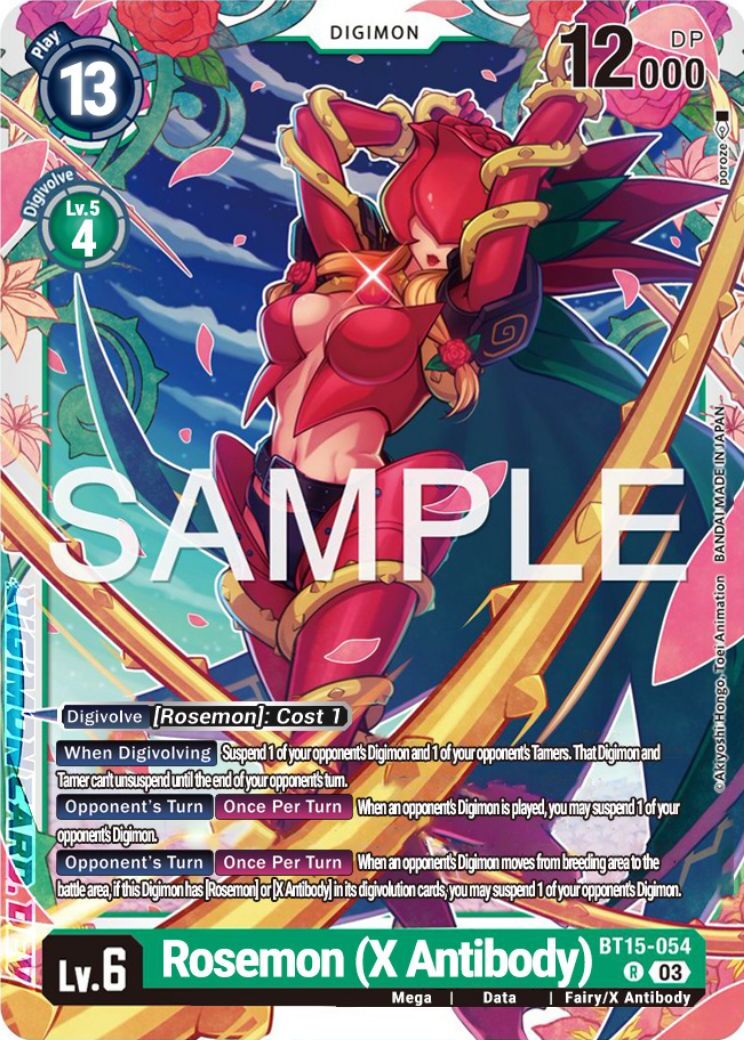 DIGIMON
Play
13
12000
DP
Digivolve
Lv.5
4
poroze
SAMPLE
©Akiyoshi Hongo, Toei Animation BANDAI MADE IN JAPAN
DIGIMON CARD
Digivolve [Rosemon]: Cost 1
When Digivolving Suspend 1 of your opponent's Digimon and 1 of your opponent's Tamers. That Digimon and
Tamer can't unsuspend until the end of your opponent's turn.
Opponent's Turn Once Per Turn When an opponent's Digimon is played, you may suspend 1 of your
opponent's Digimon.
Opponent's Turn Once Per Turn When an opponent's Digimon moves from breeding area to the
battle area, if this Digimon has [Rosemon] or [X Antibody] in its digivolution cards, you may suspend 1 of your opponent's Digimon.
Lv.6
Rosemon (X Antibody)
BT15-054
R 03
Mega | Data | Fairy/X Antibody